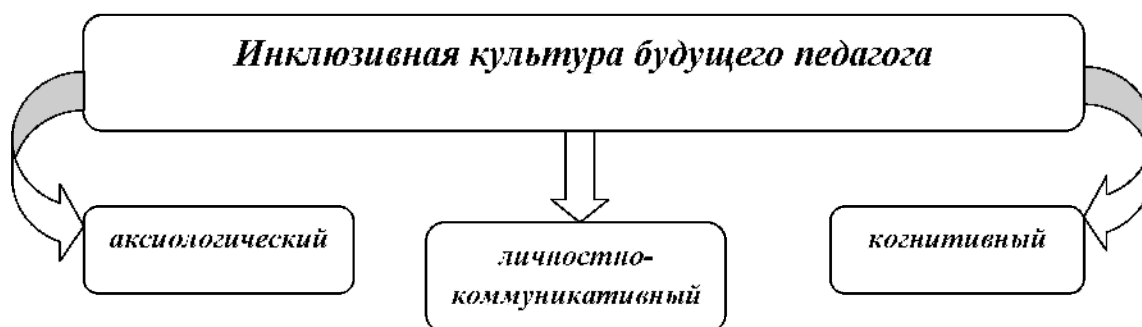 Инклюзивная культура будущего педагога
аксиологический
личностно-
коммуникативный
когнитивный